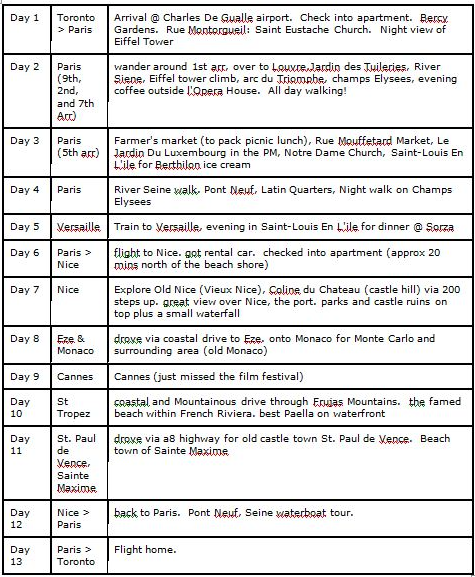 Day 1
Toronto
> Paris
Arrival @ Charles De Gualle airport. Check into apartment. Bercy
Gardens. Rue Montorgueil: Saint Eustache Church. Night view of
Eiffel Tower
Day 2
Paris
(9th,
2nd,
and 7th
Arr)
wander around 1st arr, over to Louvre,Jardin des Tuileries, River
Siene, Eiffel tower climb, arc du Triomphe, champs Elysees, evening
coffee outside l'Opera House. All day walking!
Day 3
Paris
(5th arr)
Farmer's market (to pack picnic lunch), Rue Mouffetard Market, Le
Jardin Du Luxembourg in the PM, Notre Dame Church, Saint-Louis En
L'ile for Berthilon ice cream
Day 4
Paris
River Seine walk. Pont Neuf, Latin Quarters, Night walk on Champs
Elysees
Day 5
Versaille
Train to Versaille, evening in Saint-Louis En L'ile for dinner @ Sorza
Day 6
Paris >
Nice
flight to Nice. got rental car. checked into apartment (approx 20
mins north of the beach shore)
Day 7
Nice
Explore Old Nice (Vieux Nice), Coline du Chateau (castle hill) via 200
steps up. great view over Nice, the port. parks and castle ruins on
top plus a small waterfall
Day 8
Eze &
Monaco
drove via coastal drive to Eze, onto Monaco for Monte Carlo and
surrounding area (old Monaco)
Day 9
Cannes
Cannes (just missed the film festival)
Day
10
St
Tropez
coastal and Mountainous drive through Frujas Mountains. the famed
beach within French Riviera. best Paella on waterfront
Day
11
St. Paul
de
Vence,
Sainte
Maxime
drove via a8 highway for old castle town St. Paul de Vence. Beach
town of Sainte Maxime
Day
12
Nice >
Paris
back to Paris. Pont Neuf, Seine waterboat tour.
Day
13
Paris >
Toronto
Flight home.